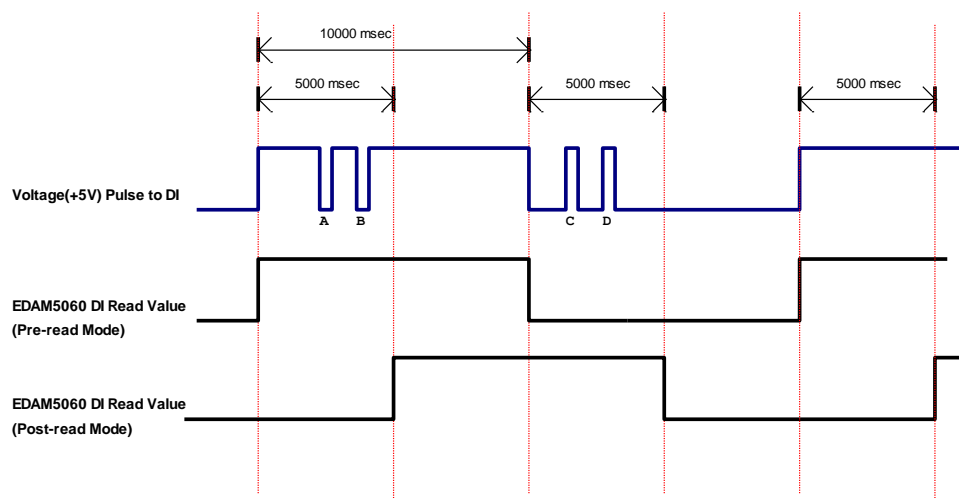 10000 msec
5000 msec
5000 msec
5000 msec
Voltage(+5V) Pulse to DI
A
B
C
D
EDAM5060 DI Read Value
(Pre-read Mode)
EDAM5060 DI Read Value
(Post-read Mode)